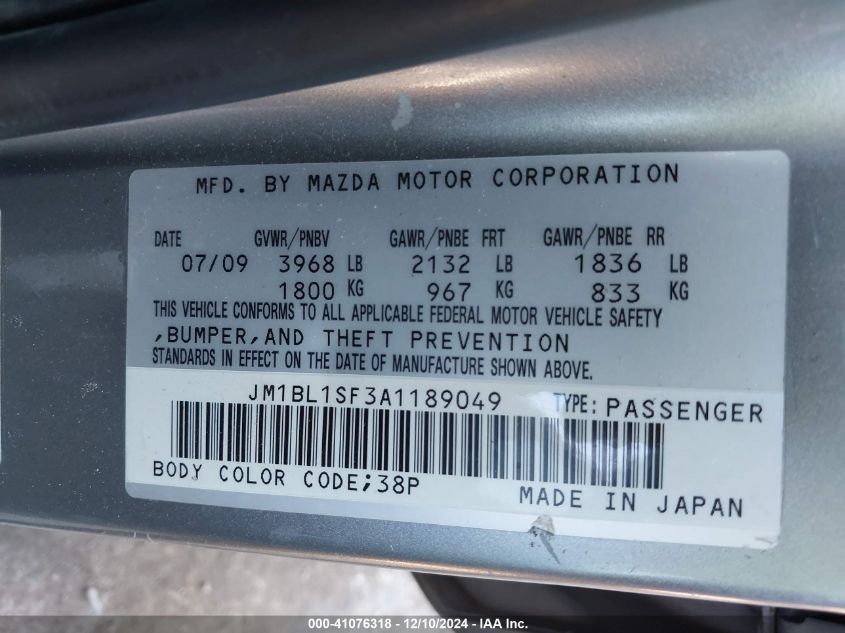 MFD. BY MAZDA MOTOR CORPORATION
DATE GVWR/PNBV GAWR/PNBE FRT GAWR/PNBE RR
07/09 3968 LB 2132 LB 1836 LB
1800 KG 967 KG 833 KG
THIS VEHICLE CONFORMS TO ALL APPLICABLE FEDERAL MOTOR VEHICLE SAFETY
,BUMPER,AND THEFT PREVENTION
STANDARDS IN EFFECT ON THE DATE OF MANUFACTURE SHOWN ABOVE.
JM1BL1SF3A1189049 TYPE: PASSENGER
BODY COLOR CODE;38P
MADE IN JAPAN
000-41076318 - 12/10/2024 - IAA Inc.